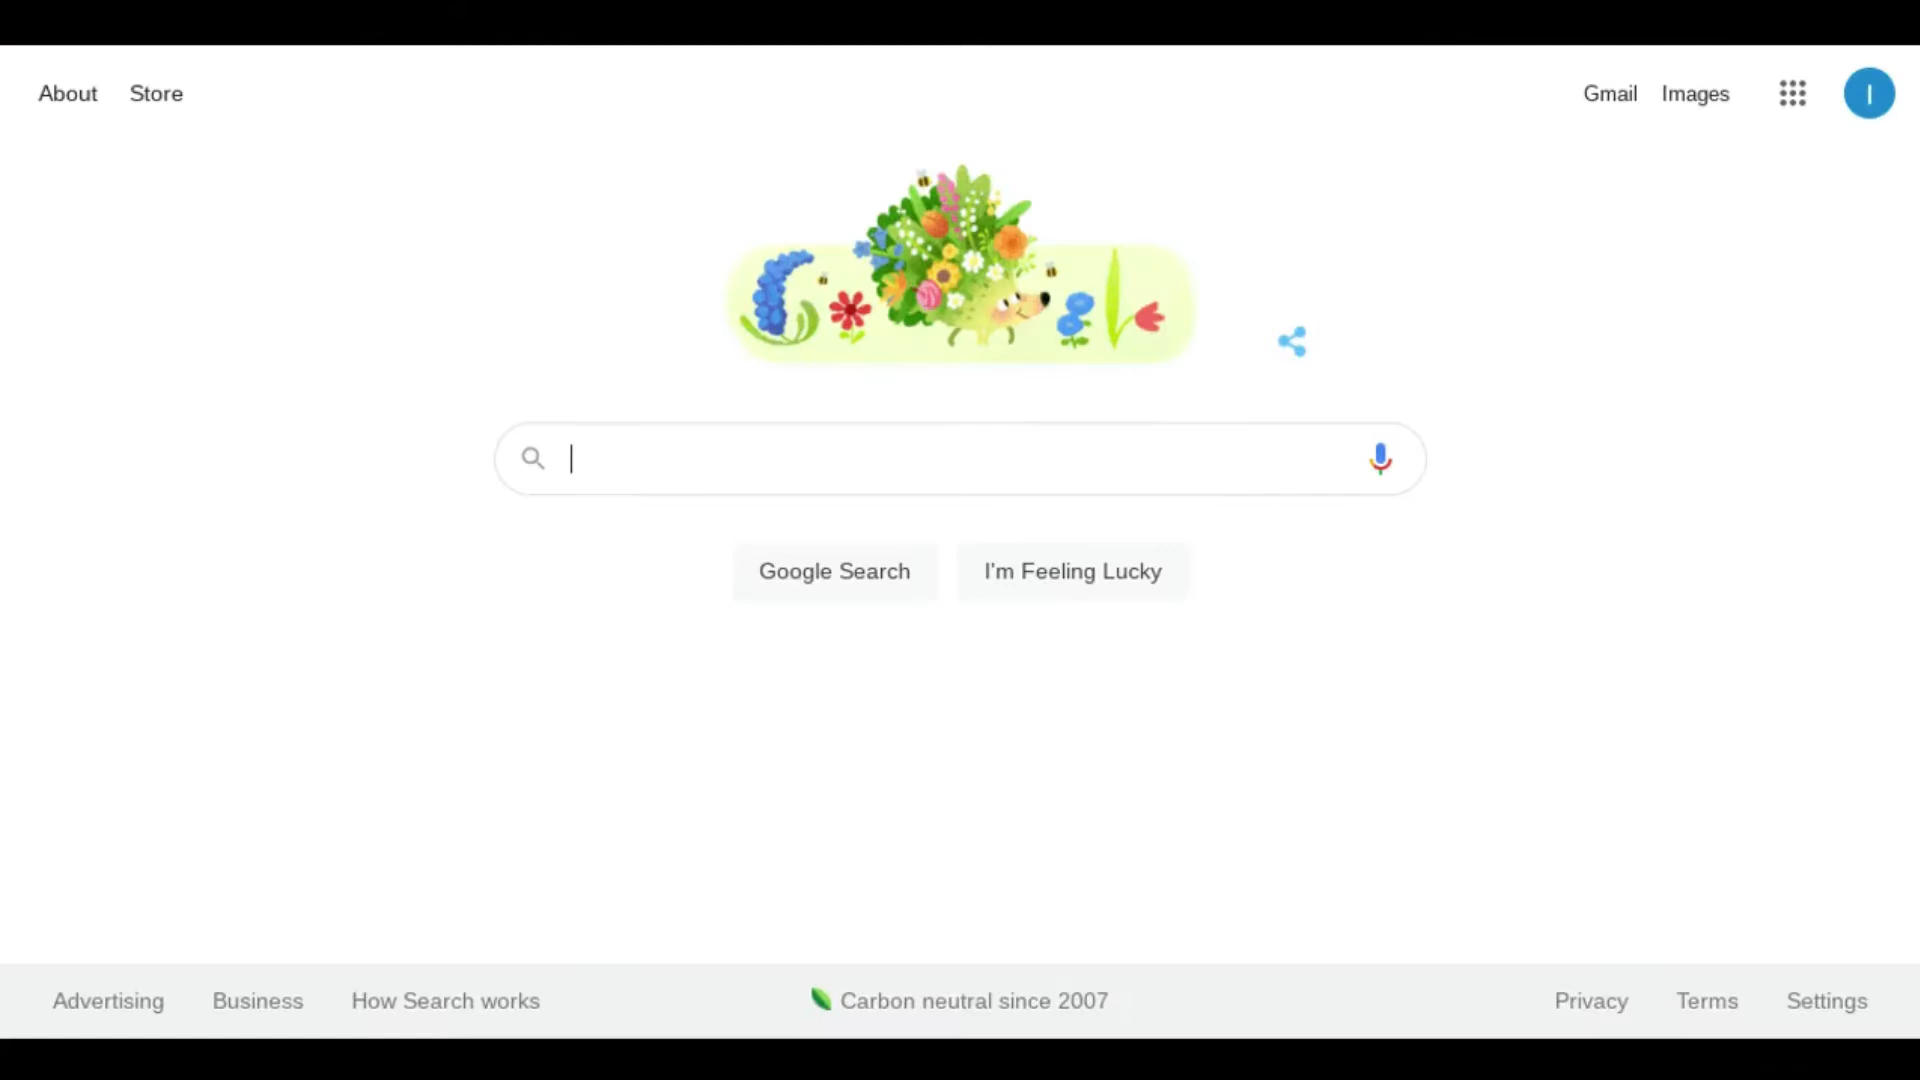 About Store Gmail Images I
Google Search I'm Feeling Lucky
Advertising Business How Search works Carbon neutral since 2007 Privacy Terms Settings